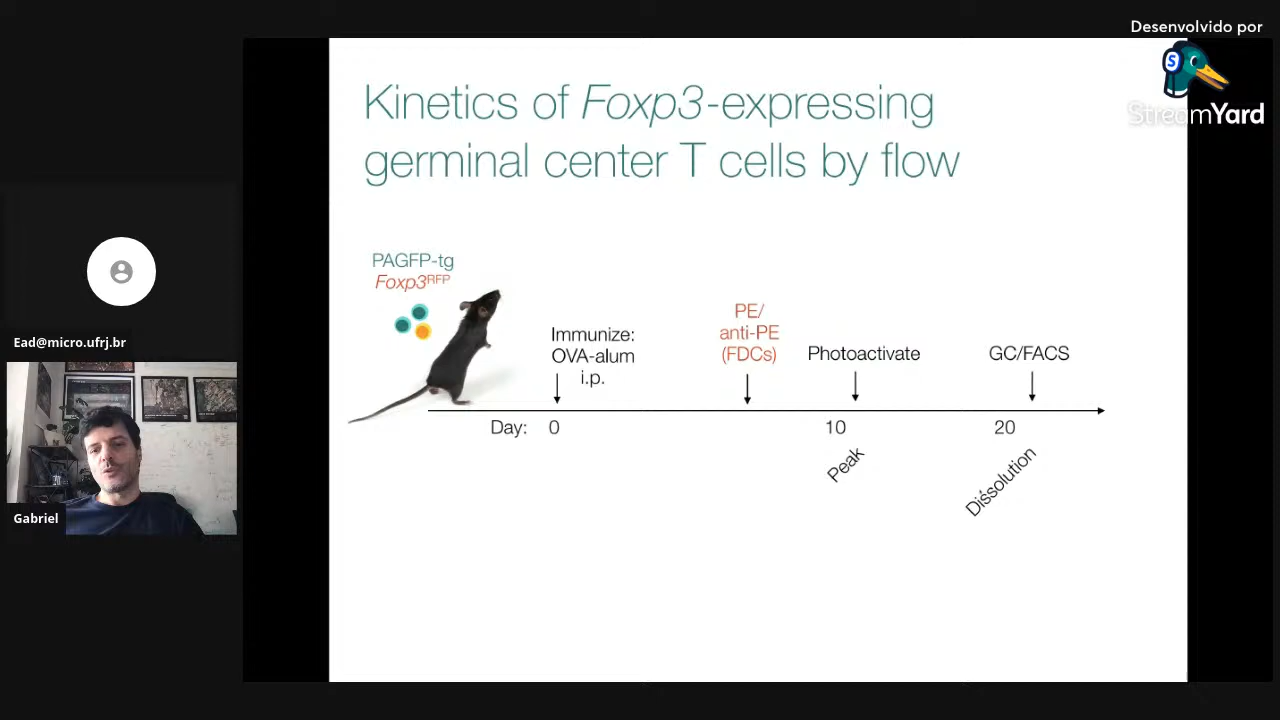 Desenvolvido por
StreamYard
Kinetics of Foxp3-expressing
germinal center T cells by flow
PAGFP-tg
Foxp3RFP
Immunize:
OVA-alum
i.p.
PE/
anti-PE
(FDCs)
Photoactivate
GC/FACS
Day: 0 10 20
Peak
Dissolution
Ead@micro.ufrj.br
Gabriel